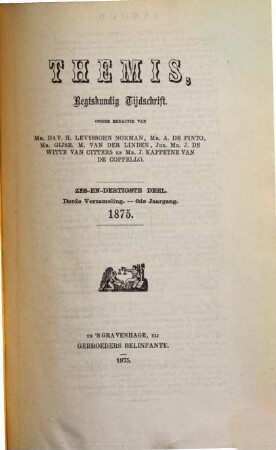 THEMIS,
Regtskundig Tijdschrift.
ONDER REDACTIE VAN
MR. DAV. H. LEVYSSOHN NORMAN, MR. A. DE PINTO,
MR. GIJSB. M. VAN DER LINDEN, JHR. MR. J. DE
WITTE VAN CITTERS EN MR. J. KAPPEYNE VAN
DE COPPELLO.
ZES-EN-DERTIGSTE DEEL.
Derde Verzameling. — 6de Jaargang.
1875.
TE 'S GRAVENHAGE, BIJ
GEBROEDERS BELINFANTE.
1875.